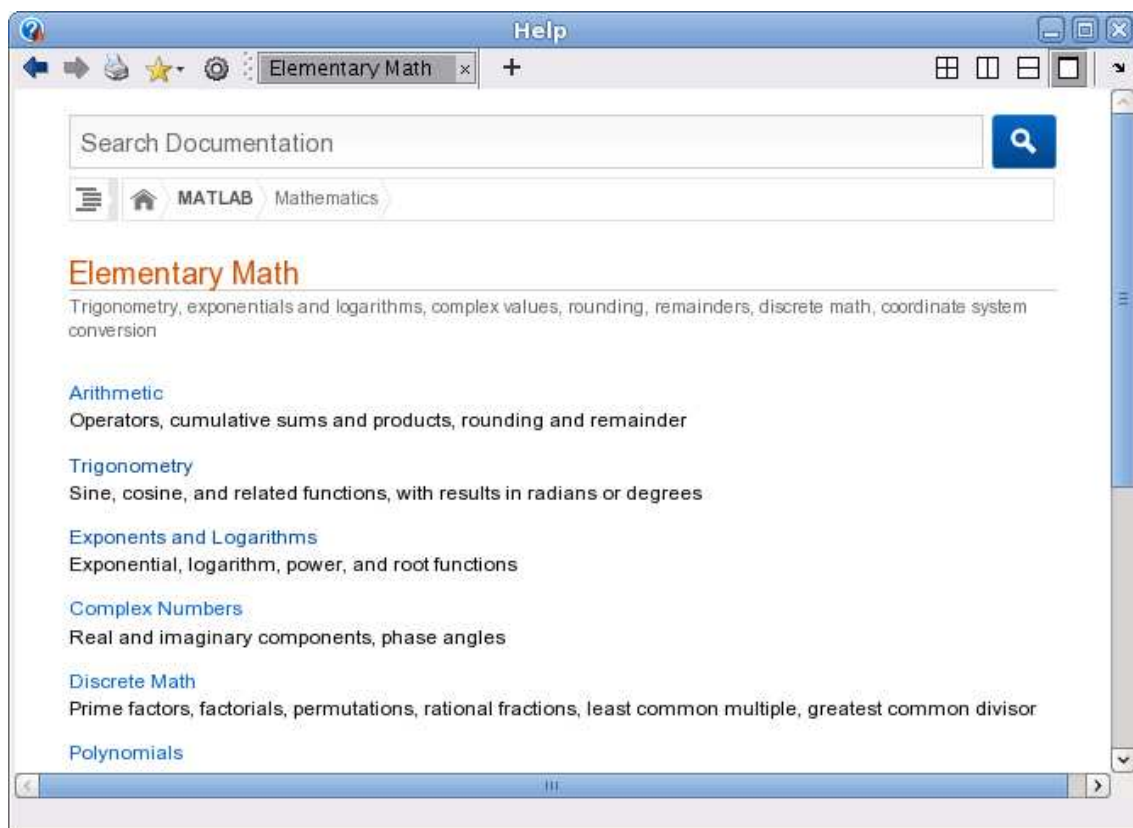 Help
Elementary Math
Search Documentation
MATLAB Mathematics
Elementary Math
Trigonometry, exponentials and logarithms, complex values, rounding, remainders, discrete math, coordinate system
conversion
Arithmetic
Operators, cumulative sums and products, rounding and remainder
Trigonometry
Sine, cosine, and related functions, with results in radians or degrees
Exponents and Logarithms
Exponential, logarithm, power, and root functions
Complex Numbers
Real and imaginary components, phase angles
Discrete Math
Prime factors, factorials, permutations, rational fractions, least common multiple, greatest common divisor
Polynomials